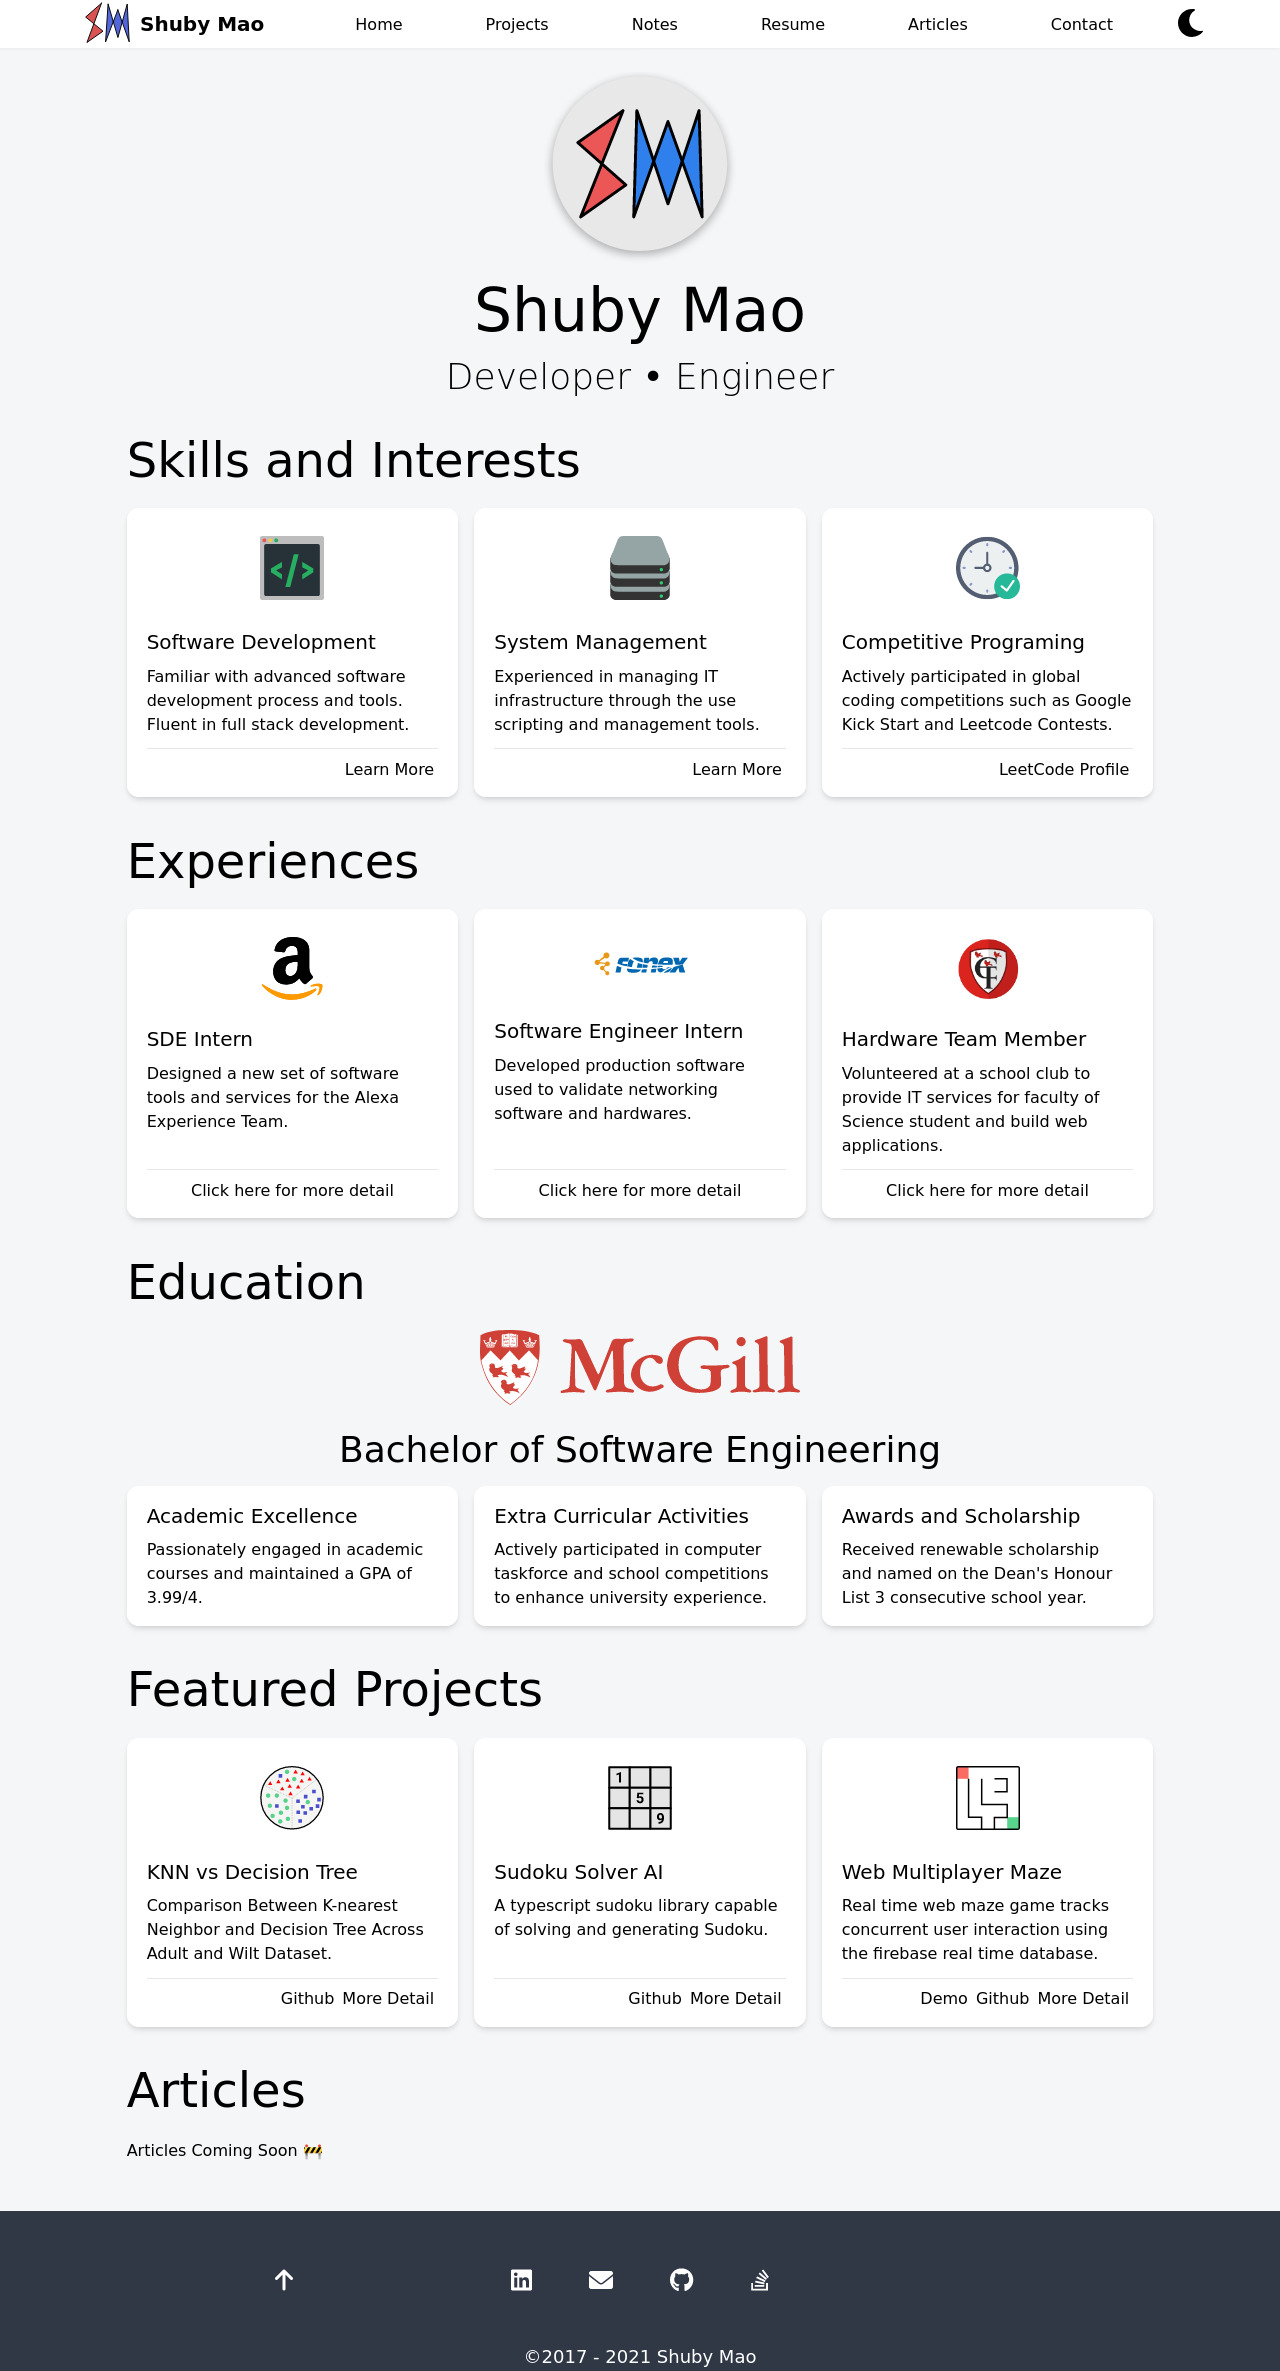 Shuby Mao
Home
Projects
Notes
Resume
Articles
Contact
Shuby Mao
Developer • Engineer
Skills and Interests
</>
Software Development
Familiar with advanced software
development process and tools.
Fluent in full stack development.
Learn More
System Management
Experienced in managing IT
infrastructure through the use
scripting and management tools.
Learn More
Competitive Programing
Actively participated in global
coding competitions such as Google
Kick Start and Leetcode Contests.
LeetCode Profile
Experiences
a
SDE Intern
Designed a new set of software
tools and services for the Alexa
Experience Team.
Click here for more detail
fonex
Software Engineer Intern
Developed production software
used to validate networking
software and hardwares.
Click here for more detail
CTF
Hardware Team Member
Volunteered at a school club to
provide IT services for faculty of
Science student and build web
applications.
Click here for more detail
Education
McGill
Bachelor of Software Engineering
Academic Excellence
Passionately engaged in academic
courses and maintained a GPA of
3.99/4.
Extra Curricular Activities
Actively participated in computer
taskforce and school competitions
to enhance university experience.
Awards and Scholarship
Received renewable scholarship
and named on the Dean's Honour
List 3 consecutive school year.
Featured Projects
KNN vs Decision Tree
Comparison Between K-nearest
Neighbor and Decision Tree Across
Adult and Wilt Dataset.
Github More Detail
1
5
9
Sudoku Solver AI
A typescript sudoku library capable
of solving and generating Sudoku.
Github More Detail
Web Multiplayer Maze
Real time web maze game tracks
concurrent user interaction using
the firebase real time database.
Demo Github More Detail
Articles
Articles Coming Soon 🚧
in
©2017 - 2021 Shuby Mao